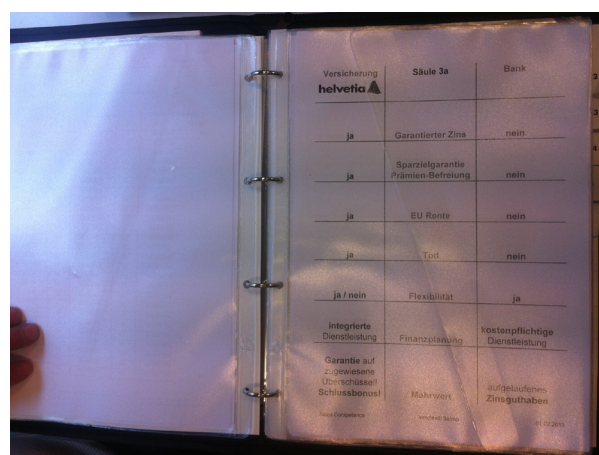 Versicherung Säule 3a Bank
helvetia
ja Garantierter Zins nein
Sparzielgarantie
ja Prämien-Befreiung nein
ja EU Rente nein
ja Tod nein
ja / nein Flexibilität ja
integrierte kostenpflichtige
Dienstleistung Finanzplanung Dienstleistung
Garantie auf
zugewiesene
Überschüsse!! aufgelaufenes
Schlussbonus! Mehrwert Zinsguthaben